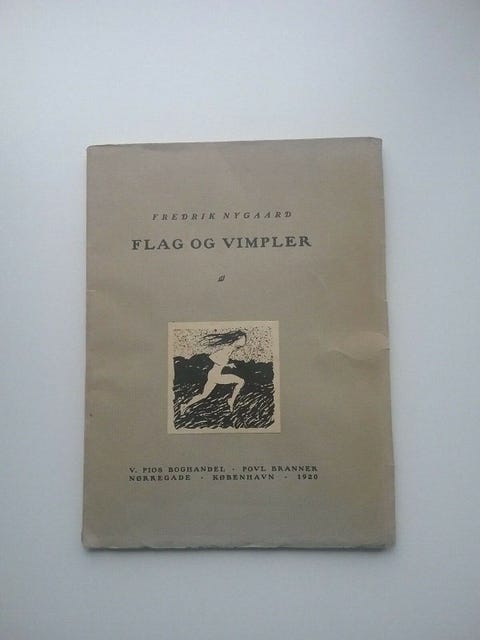 FREDRIK NYGAARD
FLAG OG VIMPLER
V. PIOS BOGHANDEL · POVL BRANNER
NØRREGADE · KØBENHAVN · 1920